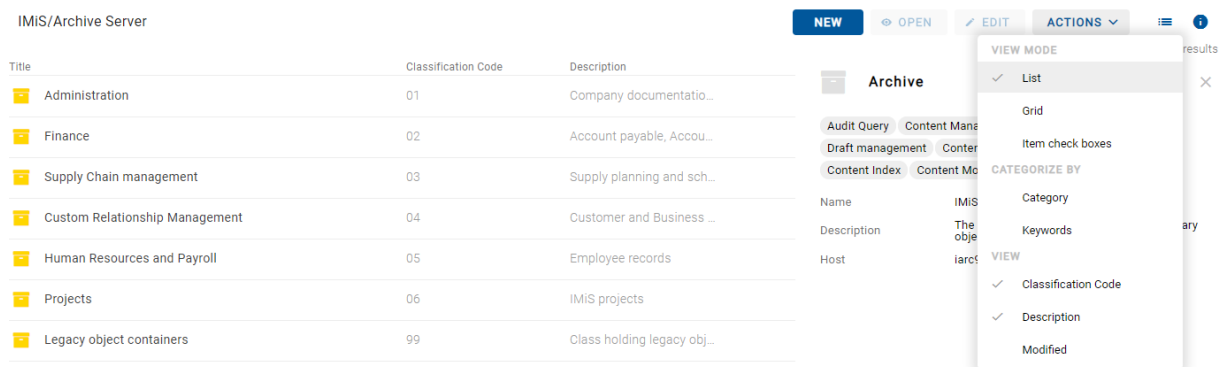 IMiS/Archive Server
NEW OPEN EDIT ACTIONS
results
Title Classification Code Description
Administration 01 Company documentatio...
Finance 02 Account payable, Accou...
Supply Chain management 03 Supply planning and sch...
Custom Relationship Management 04 Customer and Business ...
Human Resources and Payroll 05 Employee records
Projects 06 IMiS projects
Legacy object containers 99 Class holding legacy obj...
Archive
Audit Query Content Mana
Draft management Conten
Content Index Content Mo
Name IMiS
Description The ary
obje
Host iarc
VIEW MODE
List
Grid
Item check boxes
CATEGORIZE BY
Category
Keywords
VIEW
Classification Code
Description
Modified